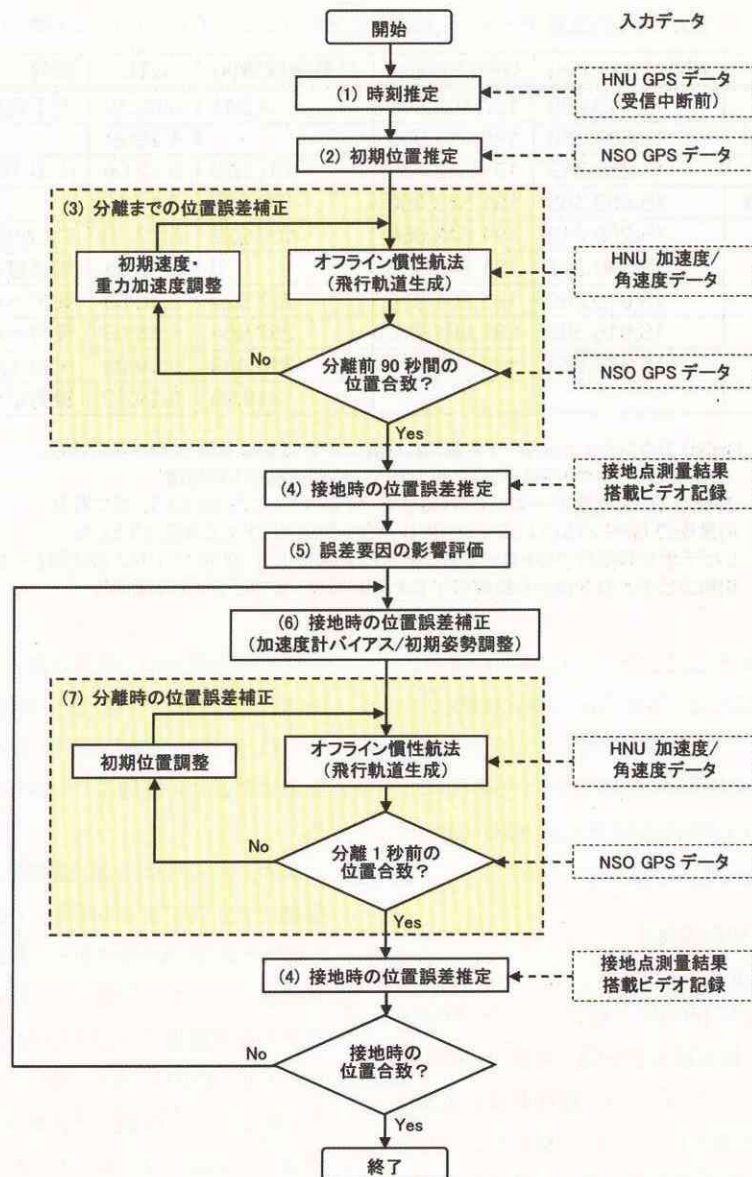 入力データ
開始
(1) 時刻推定
HNU GPS データ
(受信中断前)
(2) 初期位置推定
NSO GPS データ
(3) 分離までの位置誤差補正
初期速度・
重力加速度調整
オフライン慣性航法
(飛行軌道生成)
HNU 加速度/
角速度データ
No
分離前 90 秒間の
位置合致?
NSO GPS データ
Yes
(4) 接地時の位置誤差推定
接地点測量結果
搭載ビデオ記録
(5) 誤差要因の影響評価
(6) 接地時の位置誤差補正
(加速度計バイアス/初期姿勢調整)
(7) 分離時の位置誤差補正
初期位置調整
オフライン慣性航法
(飛行軌道生成)
HNU 加速度/
角速度データ
No
分離 1 秒前の
位置合致?
NSO GPS データ
Yes
(4) 接地時の位置誤差推定
接地点測量結果
搭載ビデオ記録
No
接地時の
位置合致?
Yes
終了